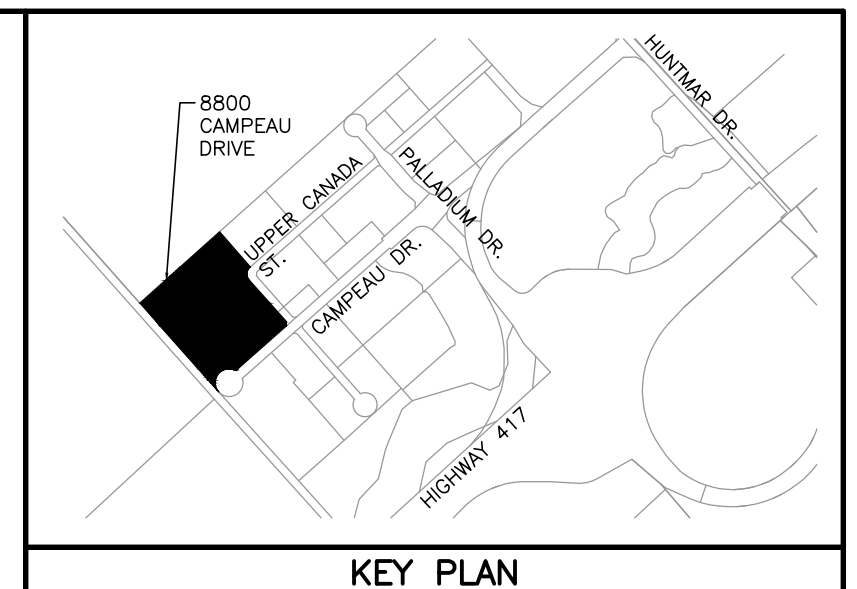 8800
CAMPEAU
DRIVE
HUNTMAR DR.
UPPER CANADA
ST.
PALLADIUM DR.
CAMPEAU DR.
HIGHWAY 417
KEY PLAN